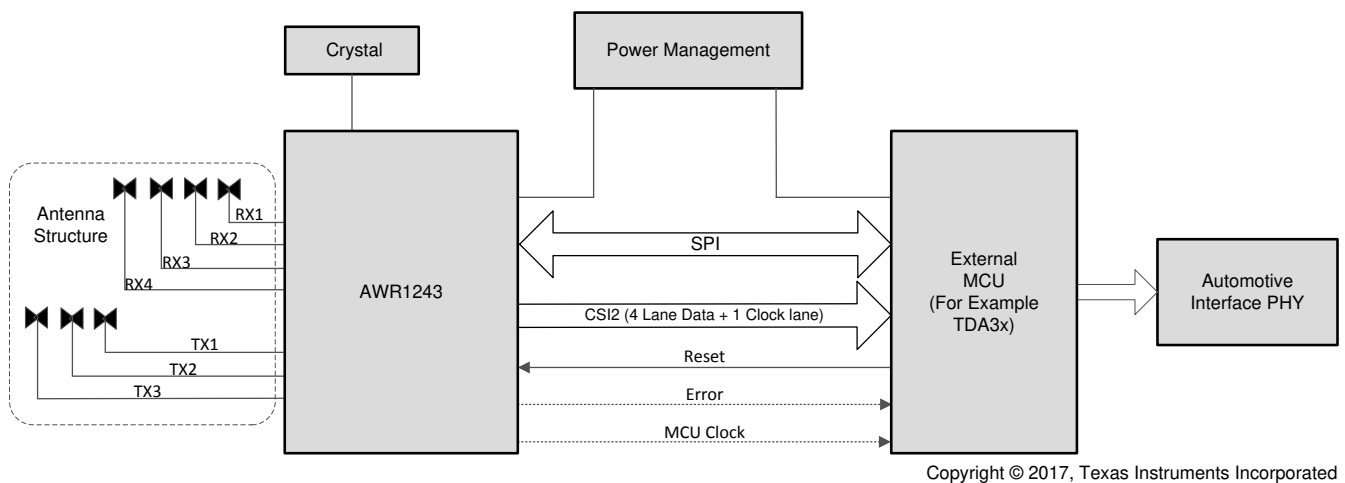 Crystal
Power Management
Antenna
Structure
RX1
RX2
RX3
RX4
TX1
TX2
TX3
AWR1243
SPI
CSI2 (4 Lane Data + 1 Clock lane)
Reset
Error
MCU Clock
External
MCU
(For Example
TDA3x)
Automotive
Interface PHY
Copyright © 2017, Texas Instruments Incorporated